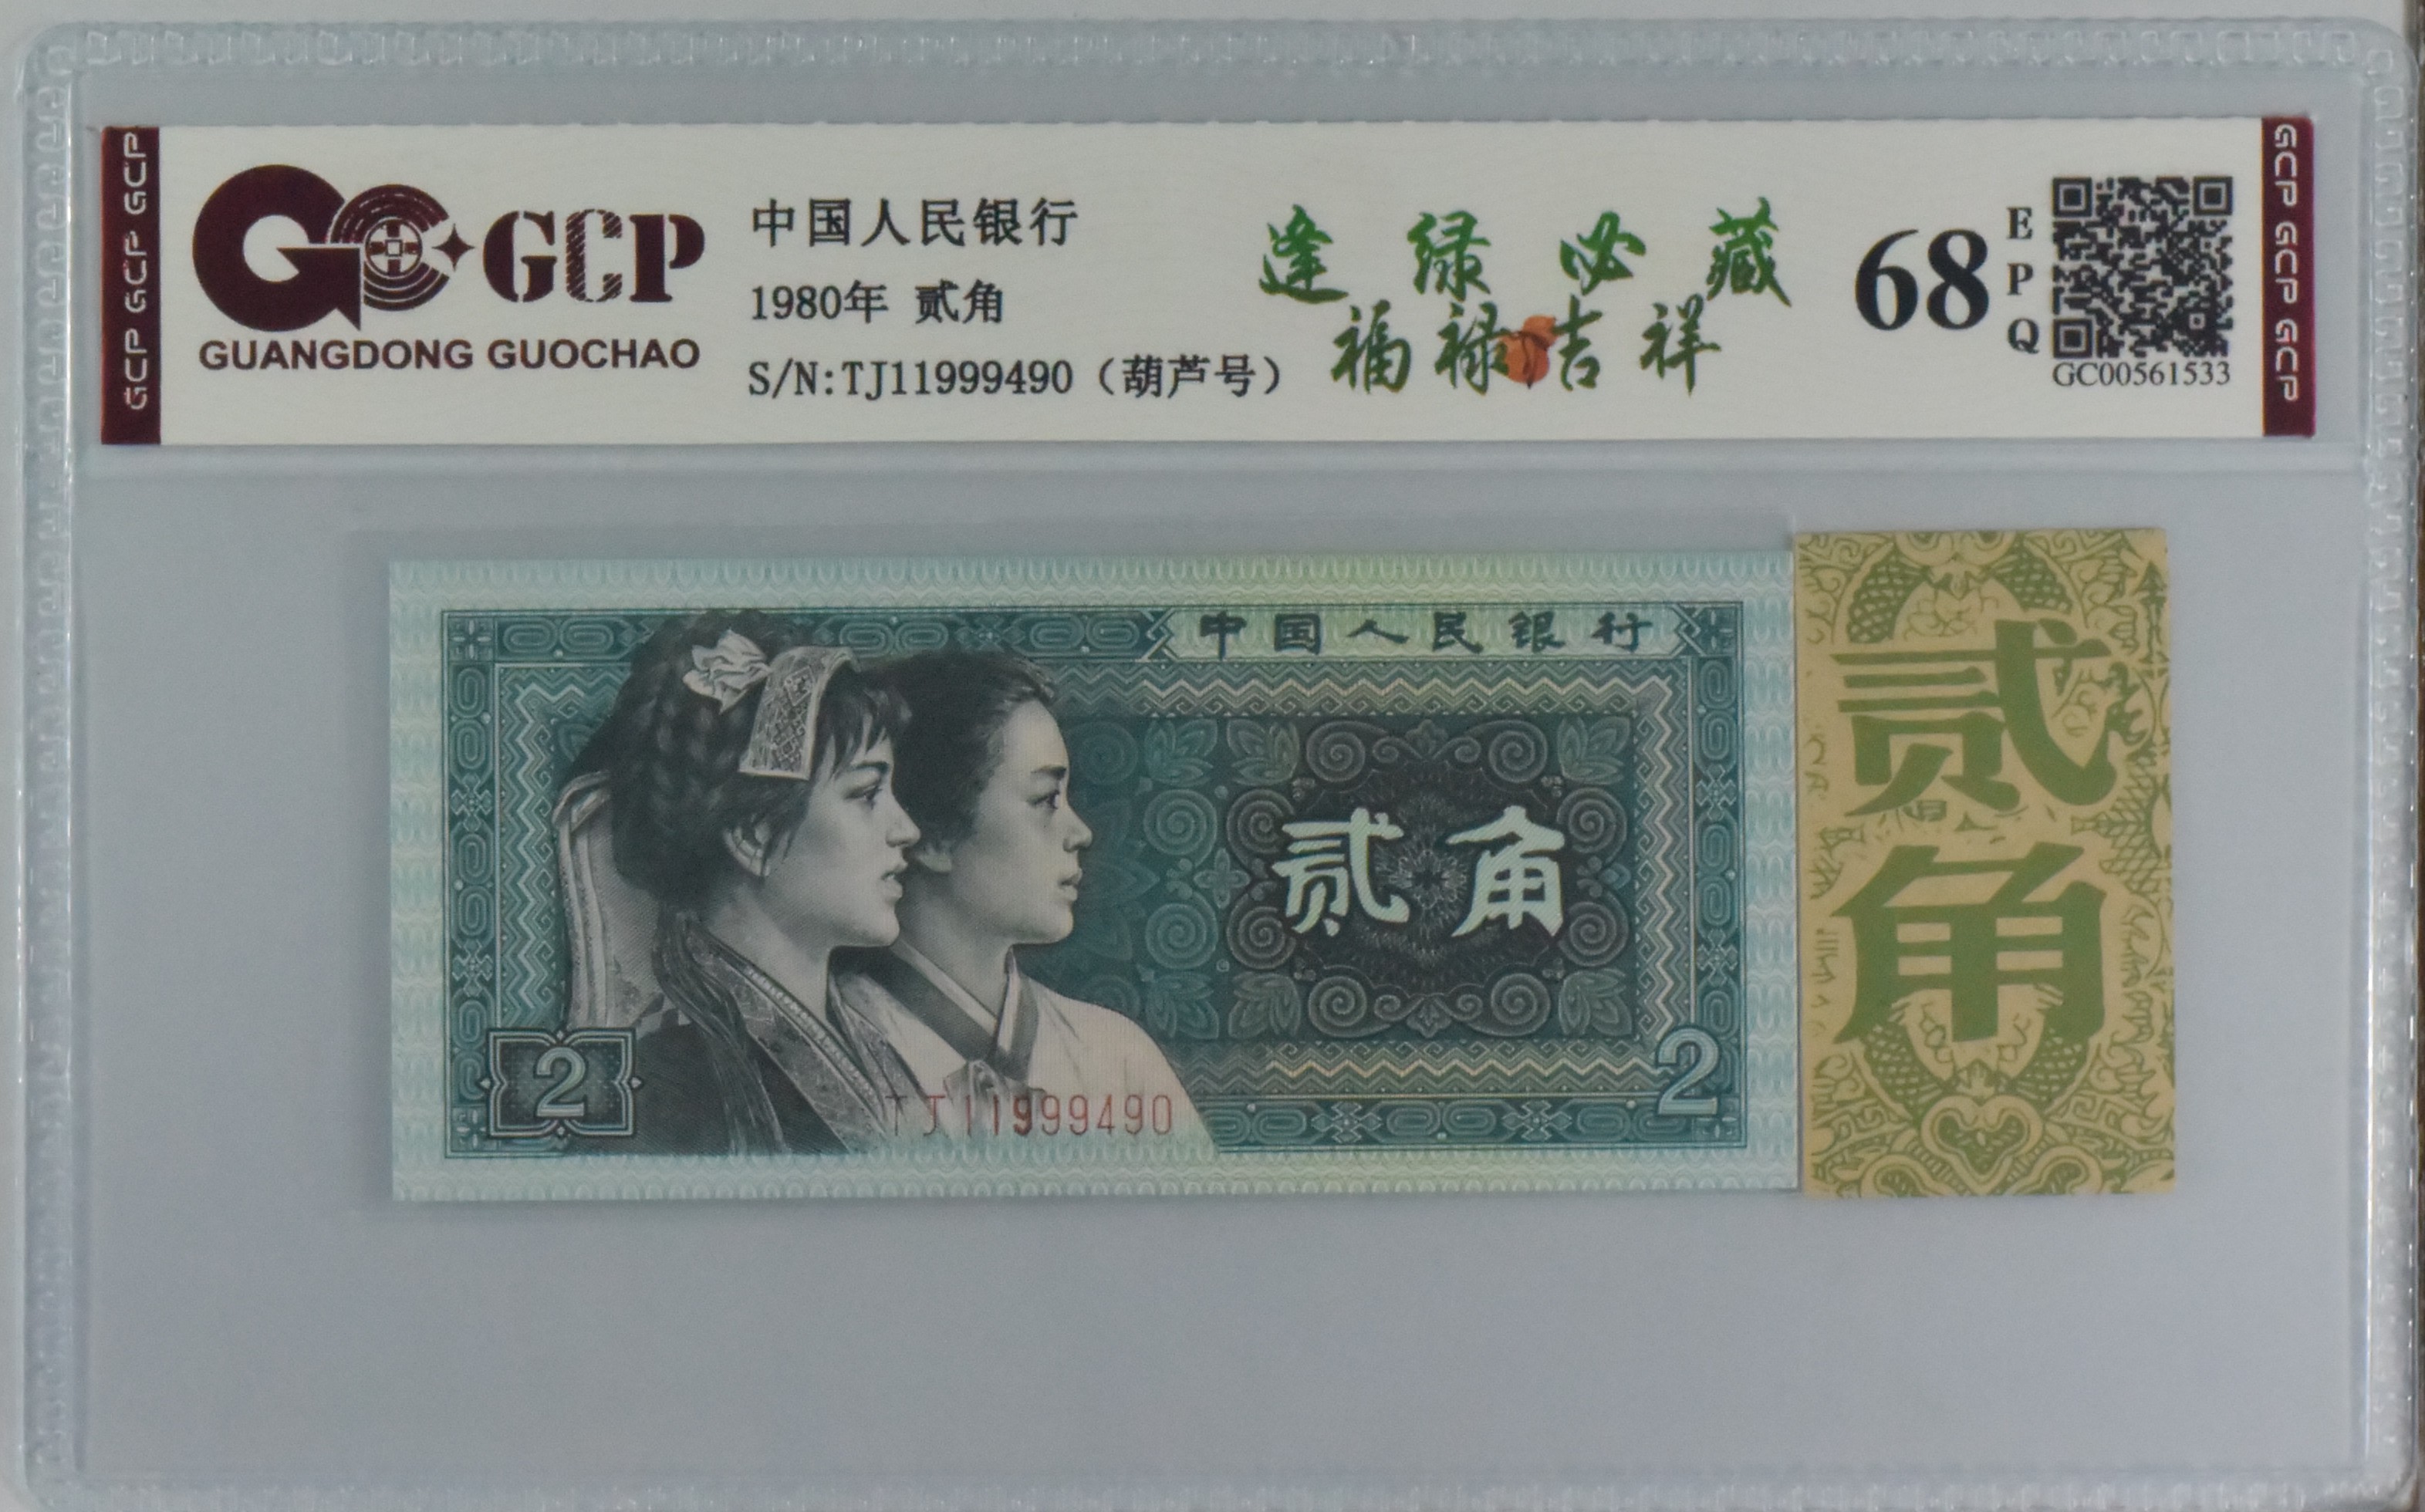 GCP GCP GCP
GCP
GUANGDONG GUOCHAO
中国人民银行
1980年 贰角
S/N:TJ11999490（葫芦号）
逢绿必藏
福禄吉祥
68
EPQ
GC00561533
GCP GCP GCP
中国人民银行
贰角
2
2
TJ11999490
贰角